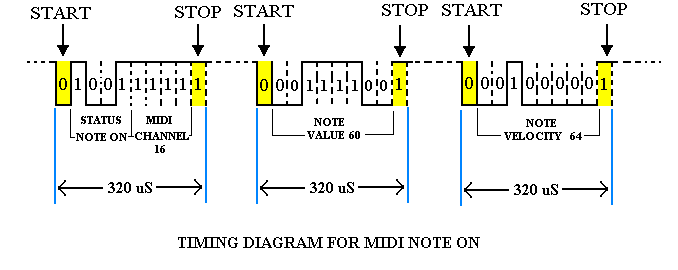 START STOP START STOP START STOP
0 1 0 0 1 1 1 1 1 1 0 0 0 1 1 1 1 0 0 1 0 0 0 1 0 0 0 0 0 1
STATUS MIDI NOTE NOTE
NOTE ON CHANNEL VALUE 60 VELOCITY 64
16
320 uS 320 uS 320 uS
TIMING DIAGRAM FOR MIDI NOTE ON